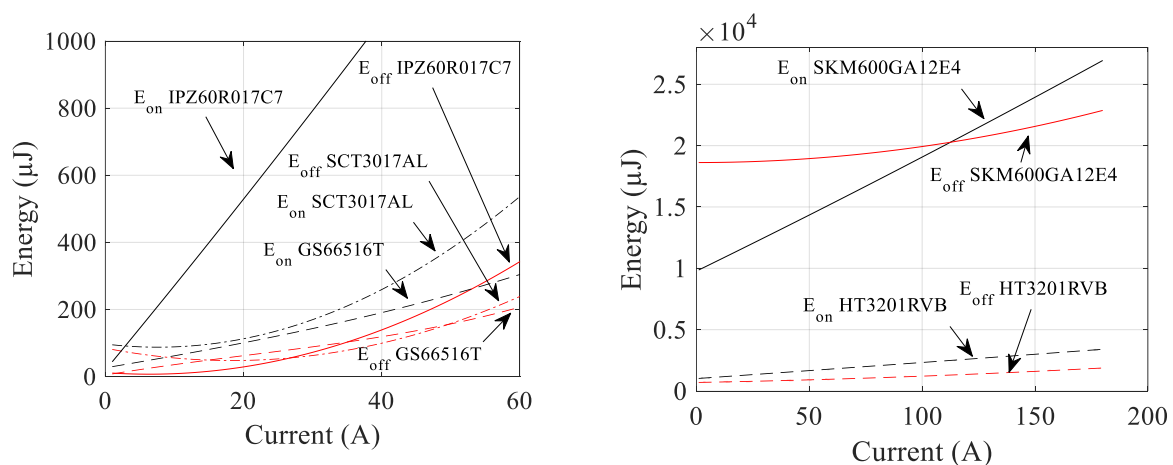 1000
800
600
400
200
0
0
20
40
60
Energy (μJ)
Current (A)
E_off IPZ60R017C7
E_on IPZ60R017C7
E_off SCT3017AL
E_on SCT3017AL
E_on GS66516T
E_off GS66516T
×10^4
2.5
2
1.5
1
0.5
0
0
50
100
150
200
Energy (μJ)
Current (A)
E_on SKM600GA12E4
E_off SKM600GA12E4
E_off HT3201RVB
E_on HT3201RVB